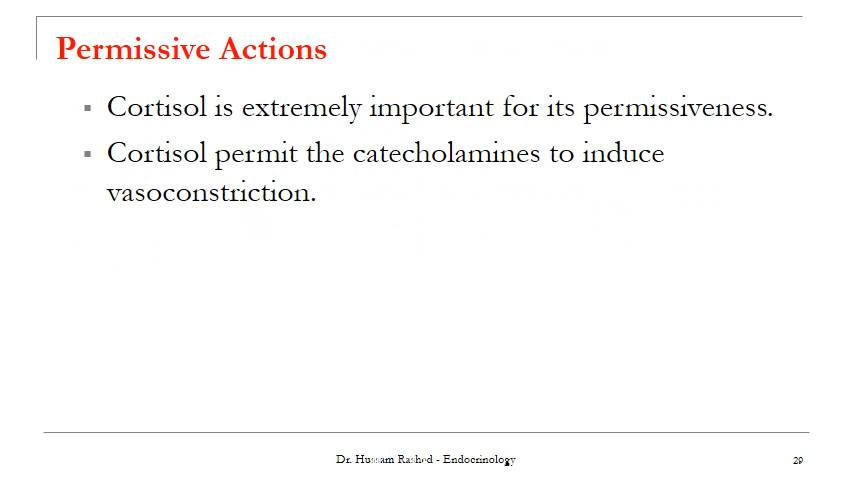 Permissive Actions
▪ Cortisol is extremely important for its permissiveness.
▪ Cortisol permit the catecholamines to induce
vasoconstriction.
Dr. Hussam Rashed - Endocrinology
29